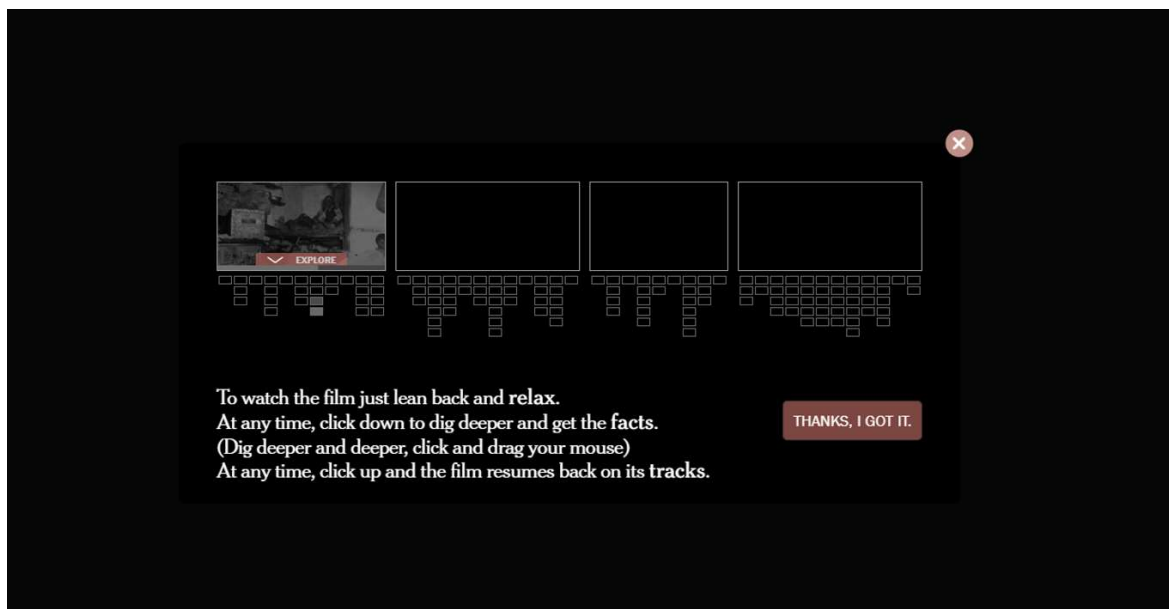 EXPLORE
To watch the film just lean back and relax.
At any time, click down to dig deeper and get the facts.
(Dig deeper and deeper, click and drag your mouse)
At any time, click up and the film resumes back on its tracks.
THANKS, I GOT IT.